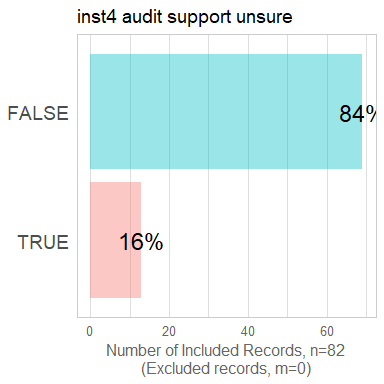 inst4 audit support unsure
FALSE
84%
TRUE
16%
0 20 40 60
Number of Included Records, n=82
(Excluded records, m=0)